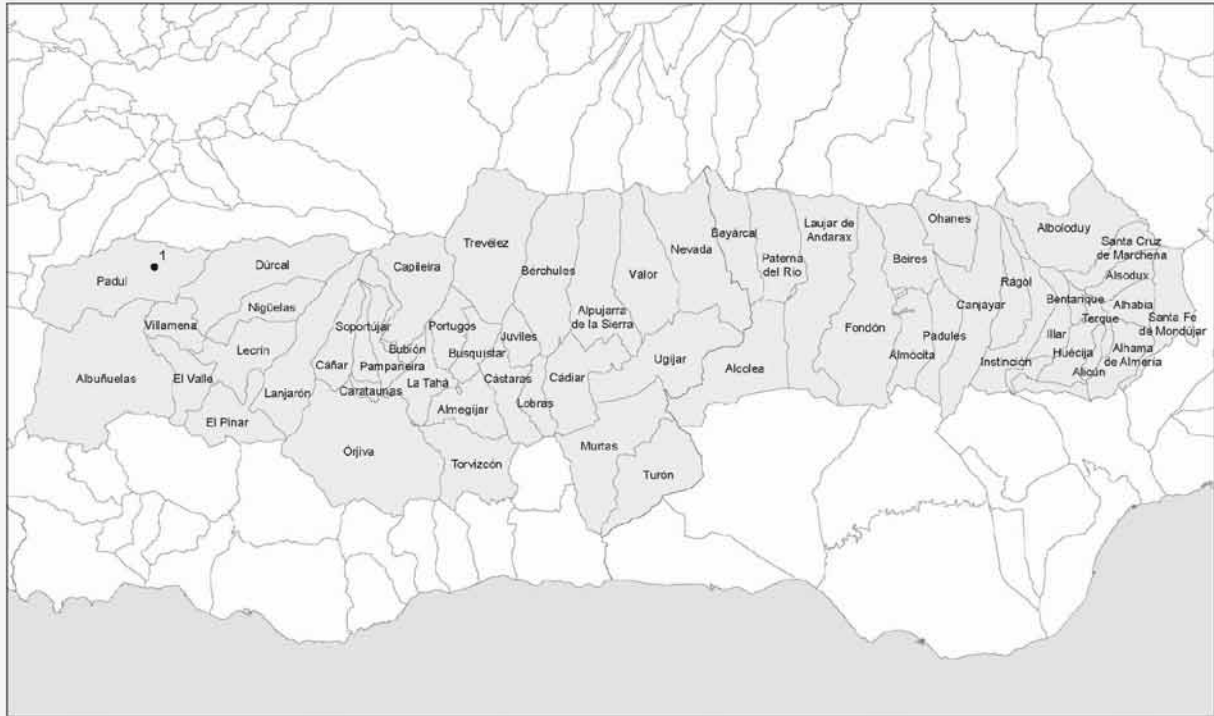 1
Padul
Dúrcal
Nigüelas
Villamena
Lecrín
Albuñuelas
El Valle
El Pinar
Lanjarón
Cáñar
Soportújar
Carataunas
Pampaneira
Bubión
Capileira
La Tahá
Portugos
Busquístar
Trevélez
Juviles
Cástaras
Almegíjar
Lobras
Órjiva
Torvizcón
Bérchules
Cádiar
Alpujarra
de la Sierra
Valor
Murtas
Turón
Ugíjar
Nevada
Bayárcal
Paterna
del Río
Alcolea
Laujar de
Andarax
Fondón
Beires
Almócita
Padules
Ohanes
Canjayar
Rágol
Instinción
Alboloduy
Santa Cruz
de Marchena
Alsodux
Bentarique
Alhabia
Terque
Santa Fe
de Mondújar
Illar
Huécija
Alhama
de Almería
Alicún